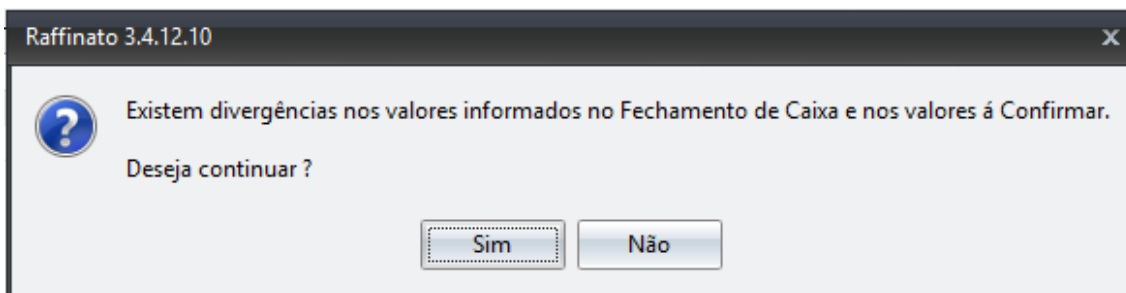 Raffinato 3.4.12.10
Existem divergências nos valores informados no Fechamento de Caixa e nos valores á Confirmar.
Deseja continuar ?
Sim
Não